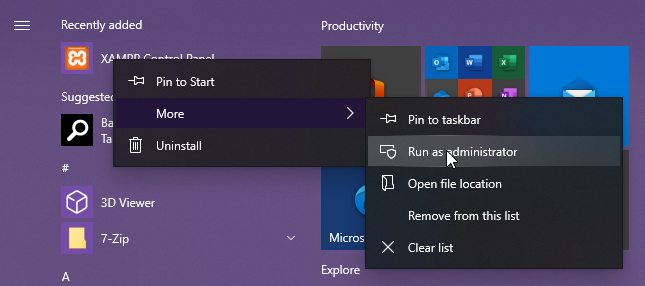 Recently added
Productivity
XAMPP Control Panel
Pin to Start
Suggested
More
Pin to taskbar
Ba
Ta
Uninstall
Run as administrator
#
Open file location
3D Viewer
Remove from this list
7-Zip
Micros
Clear list
A
Explore